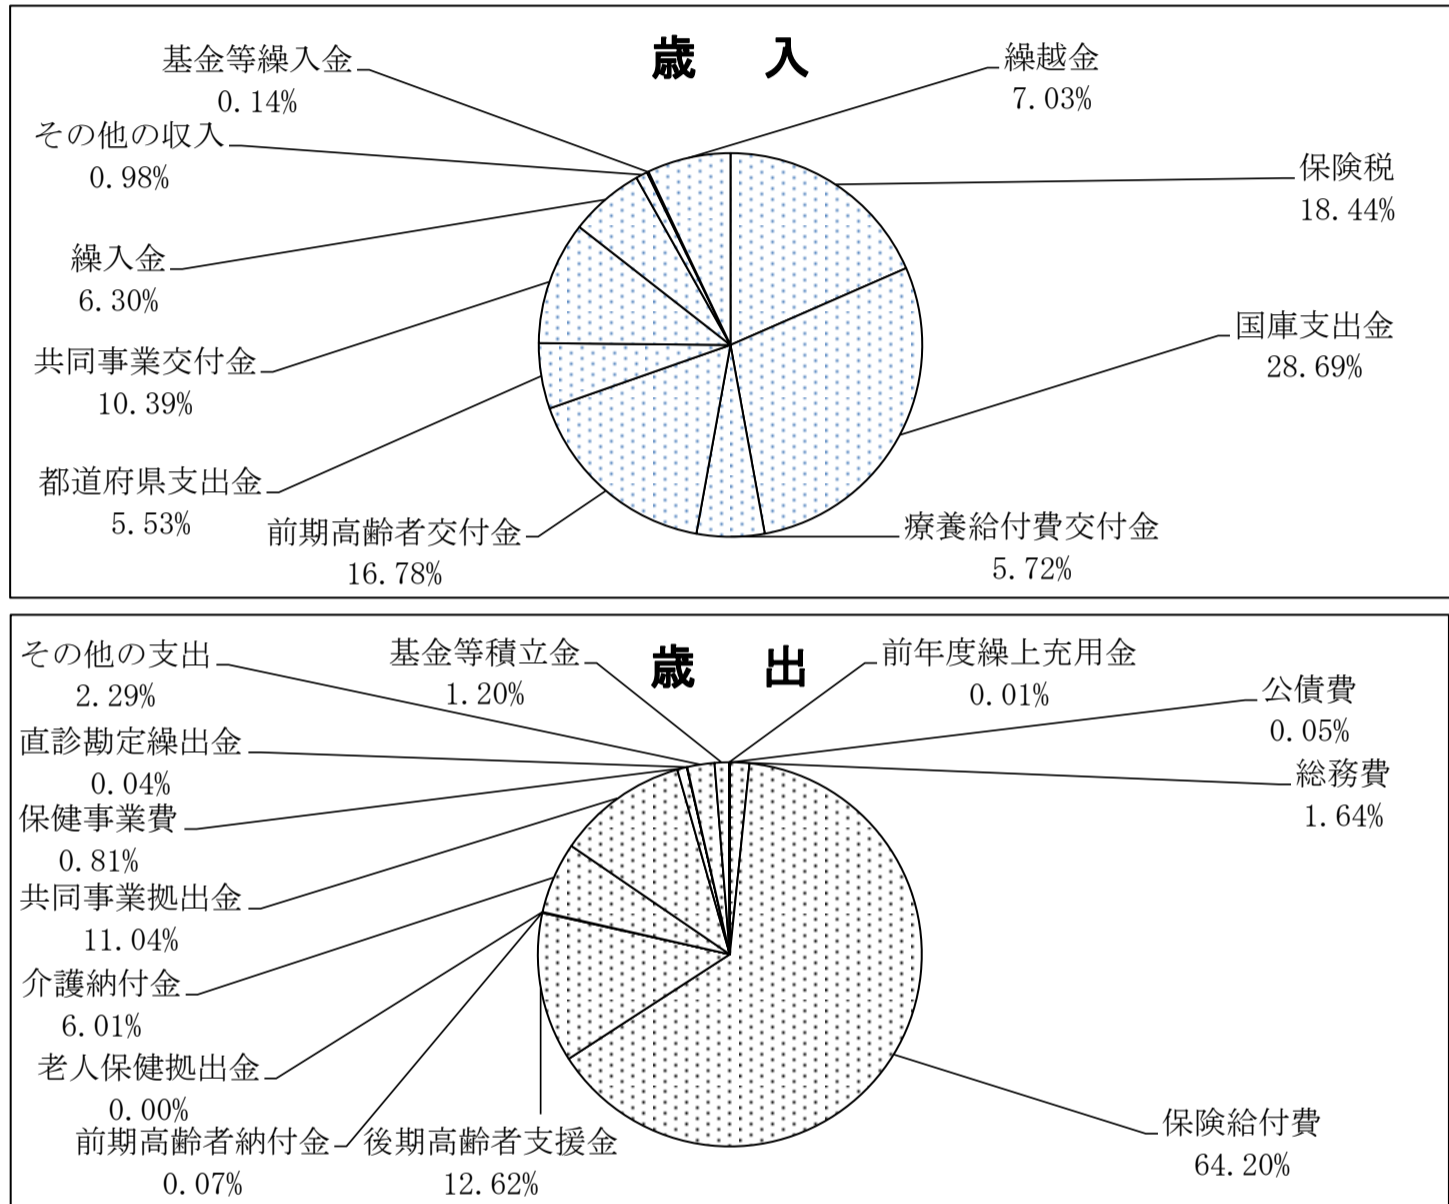 歳 入
基金等繰入金
0.14%
その他の収入
0.98%
繰入金
6.30%
共同事業交付金
10.39%
都道府県支出金
5.53%
前期高齢者交付金
16.78%
繰越金
7.03%
保険税
18.44%
国庫支出金
28.69%
療養給付費交付金
5.72%
歳 出
その他の支出
2.29%
基金等積立金
1.20%
前年度繰上充用金
0.01%
公債費
0.05%
総務費
1.64%
直診勘定繰出金
0.04%
保健事業費
0.81%
共同事業拠出金
11.04%
介護納付金
6.01%
老人保健拠出金
0.00%
前期高齢者納付金
0.07%
後期高齢者支援金
12.62%
保険給付費
64.20%